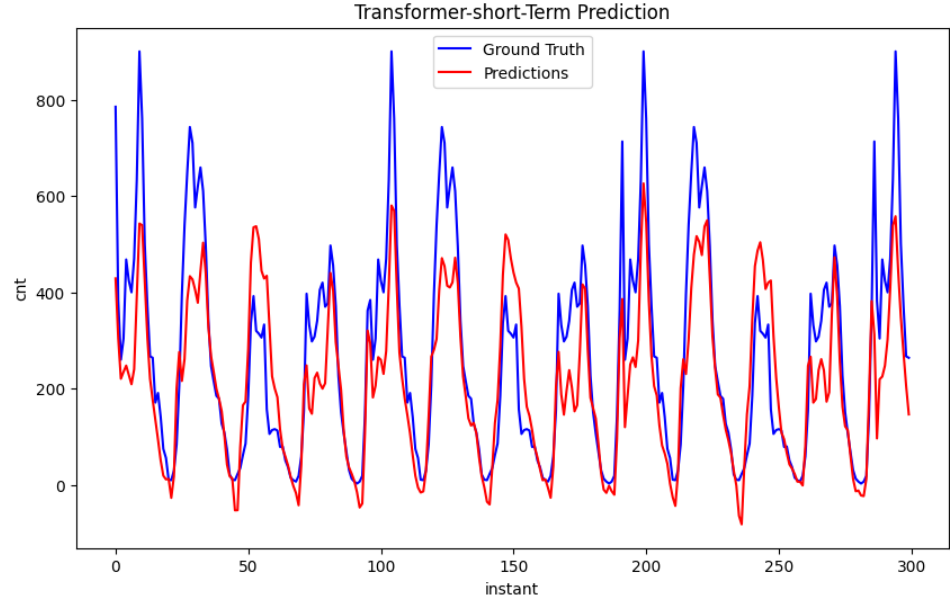 Transformer-short-Term Prediction
Ground Truth
Predictions
cnt
800
600
400
200
0
0 50 100 150 200 250 300
instant